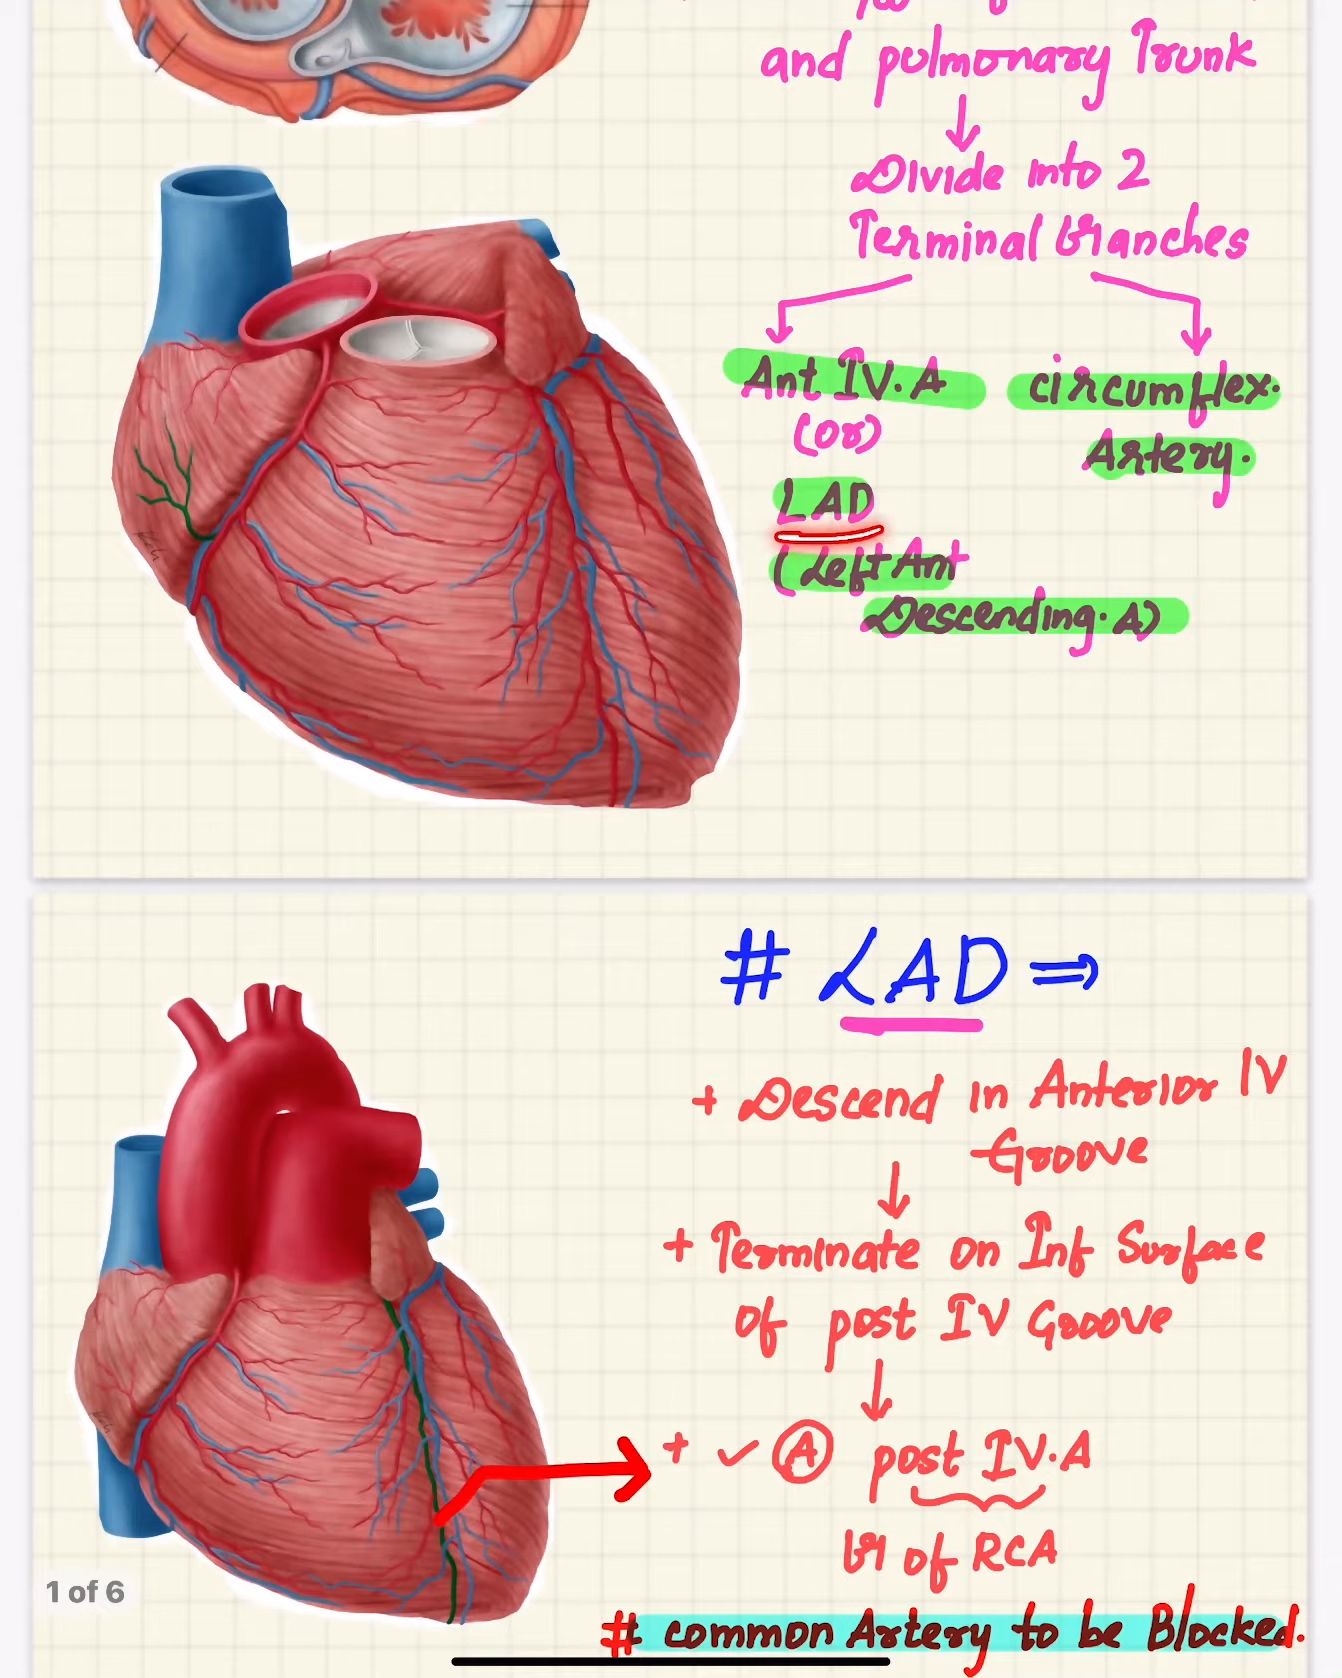 and pulmonary Trunk
↓
Divide into 2
Terminal branches
Ant IV. A
(or)
LAD
(Left Ant
Descending. A)
circumflex.
Artery.
# LAD ⇒
+ Descend in Anterior IV
Groove
↓
+ Terminate on Inf Surface
of post IV Groove
↓
+ ✓ Ⓐ post IV. A
br of RCA
# common Artery to be Blocked.
1 of 6